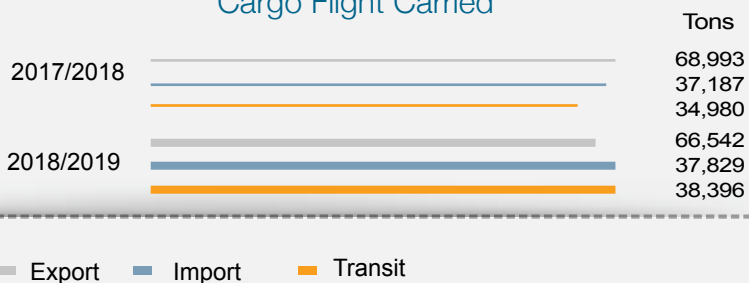 Cargo Flight Carried
Tons
2017/2018
68,993
37,187
34,980
2018/2019
66,542
37,829
38,396
Export Import Transit